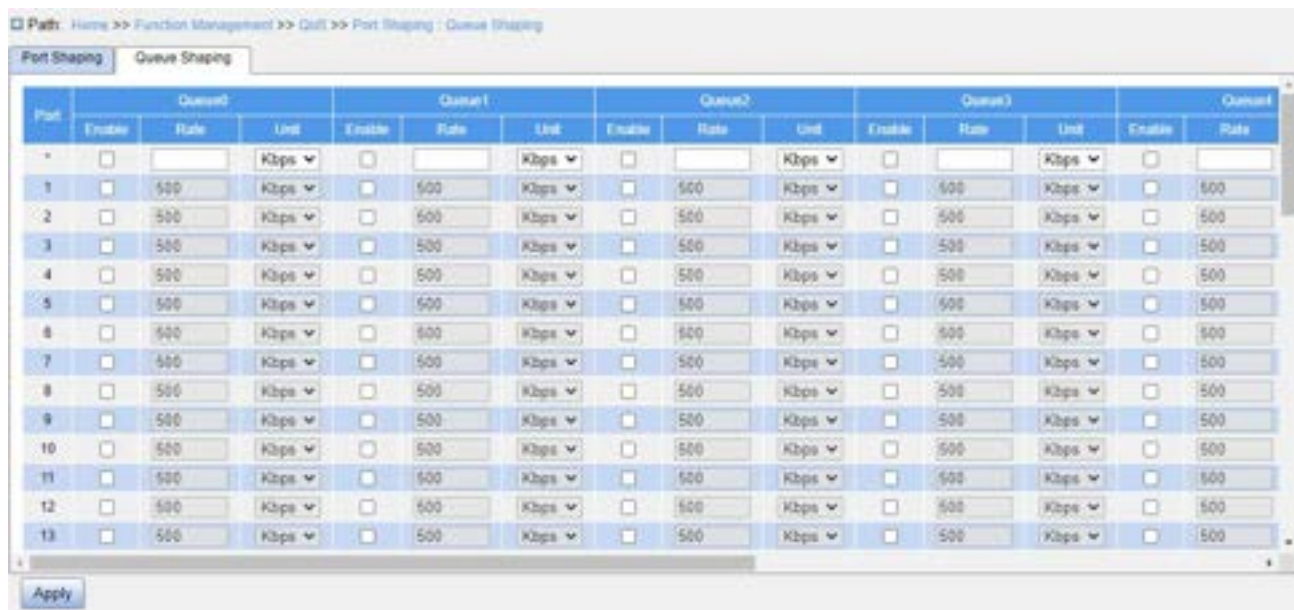 Path: Home >> Function Management >> QoS >> Port Shaping : Queue Shaping
Port Shaping Queue Shaping
Port Queue0 Queue1 Queue2 Queue3 Queue4
Enable Rate Unit Enable Rate Unit Enable Rate Unit Enable Rate Unit Enable Rate
* Kbps Kbps Kbps Kbps
1 500 Kbps 500 Kbps 500 Kbps 500 Kbps 500
2 500 Kbps 500 Kbps 500 Kbps 500 Kbps 500
3 500 Kbps 500 Kbps 500 Kbps 500 Kbps 500
4 500 Kbps 500 Kbps 500 Kbps 500 Kbps 500
5 500 Kbps 500 Kbps 500 Kbps 500 Kbps 500
6 500 Kbps 500 Kbps 500 Kbps 500 Kbps 500
7 500 Kbps 500 Kbps 500 Kbps 500 Kbps 500
8 500 Kbps 500 Kbps 500 Kbps 500 Kbps 500
9 500 Kbps 500 Kbps 500 Kbps 500 Kbps 500
10 500 Kbps 500 Kbps 500 Kbps 500 Kbps 500
11 500 Kbps 500 Kbps 500 Kbps 500 Kbps 500
12 500 Kbps 500 Kbps 500 Kbps 500 Kbps 500
13 500 Kbps 500 Kbps 500 Kbps 500 Kbps 500
Apply